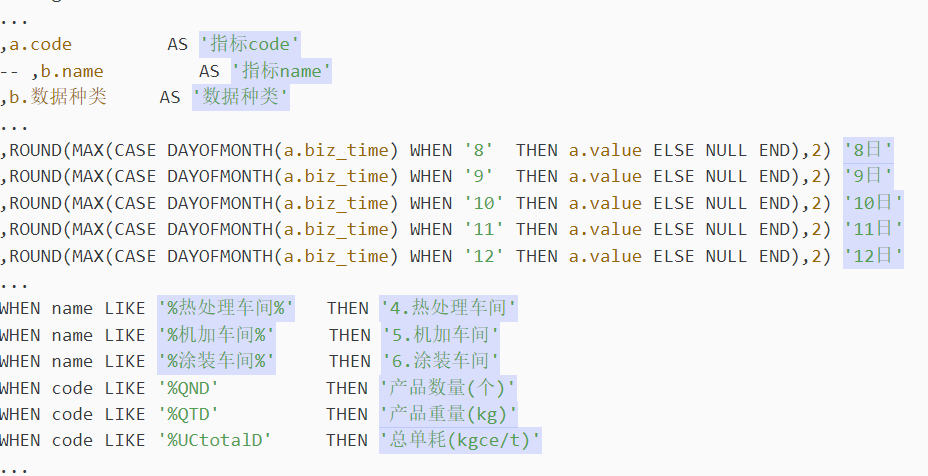 ...
,a.code         AS '指标code'
-- ,b.name         AS '指标name'
,b.数据种类     AS '数据种类'
...
,ROUND(MAX(CASE DAYOFMONTH(a.biz_time) WHEN '8'  THEN a.value ELSE NULL END),2) '8日'
,ROUND(MAX(CASE DAYOFMONTH(a.biz_time) WHEN '9'  THEN a.value ELSE NULL END),2) '9日'
,ROUND(MAX(CASE DAYOFMONTH(a.biz_time) WHEN '10' THEN a.value ELSE NULL END),2) '10日'
,ROUND(MAX(CASE DAYOFMONTH(a.biz_time) WHEN '11' THEN a.value ELSE NULL END),2) '11日'
,ROUND(MAX(CASE DAYOFMONTH(a.biz_time) WHEN '12' THEN a.value ELSE NULL END),2) '12日'
...
WHEN name LIKE '%热处理车间%'   THEN '4.热处理车间'
WHEN name LIKE '%机加车间%'     THEN '5.机加车间'
WHEN name LIKE '%涂装车间%'     THEN '6.涂装车间'
WHEN code LIKE '%QND'          THEN '产品数量(个)'
WHEN code LIKE '%QTD'          THEN '产品重量(kg)'
WHEN code LIKE '%UCtotalD'     THEN '总单耗(kgce/t)'
...